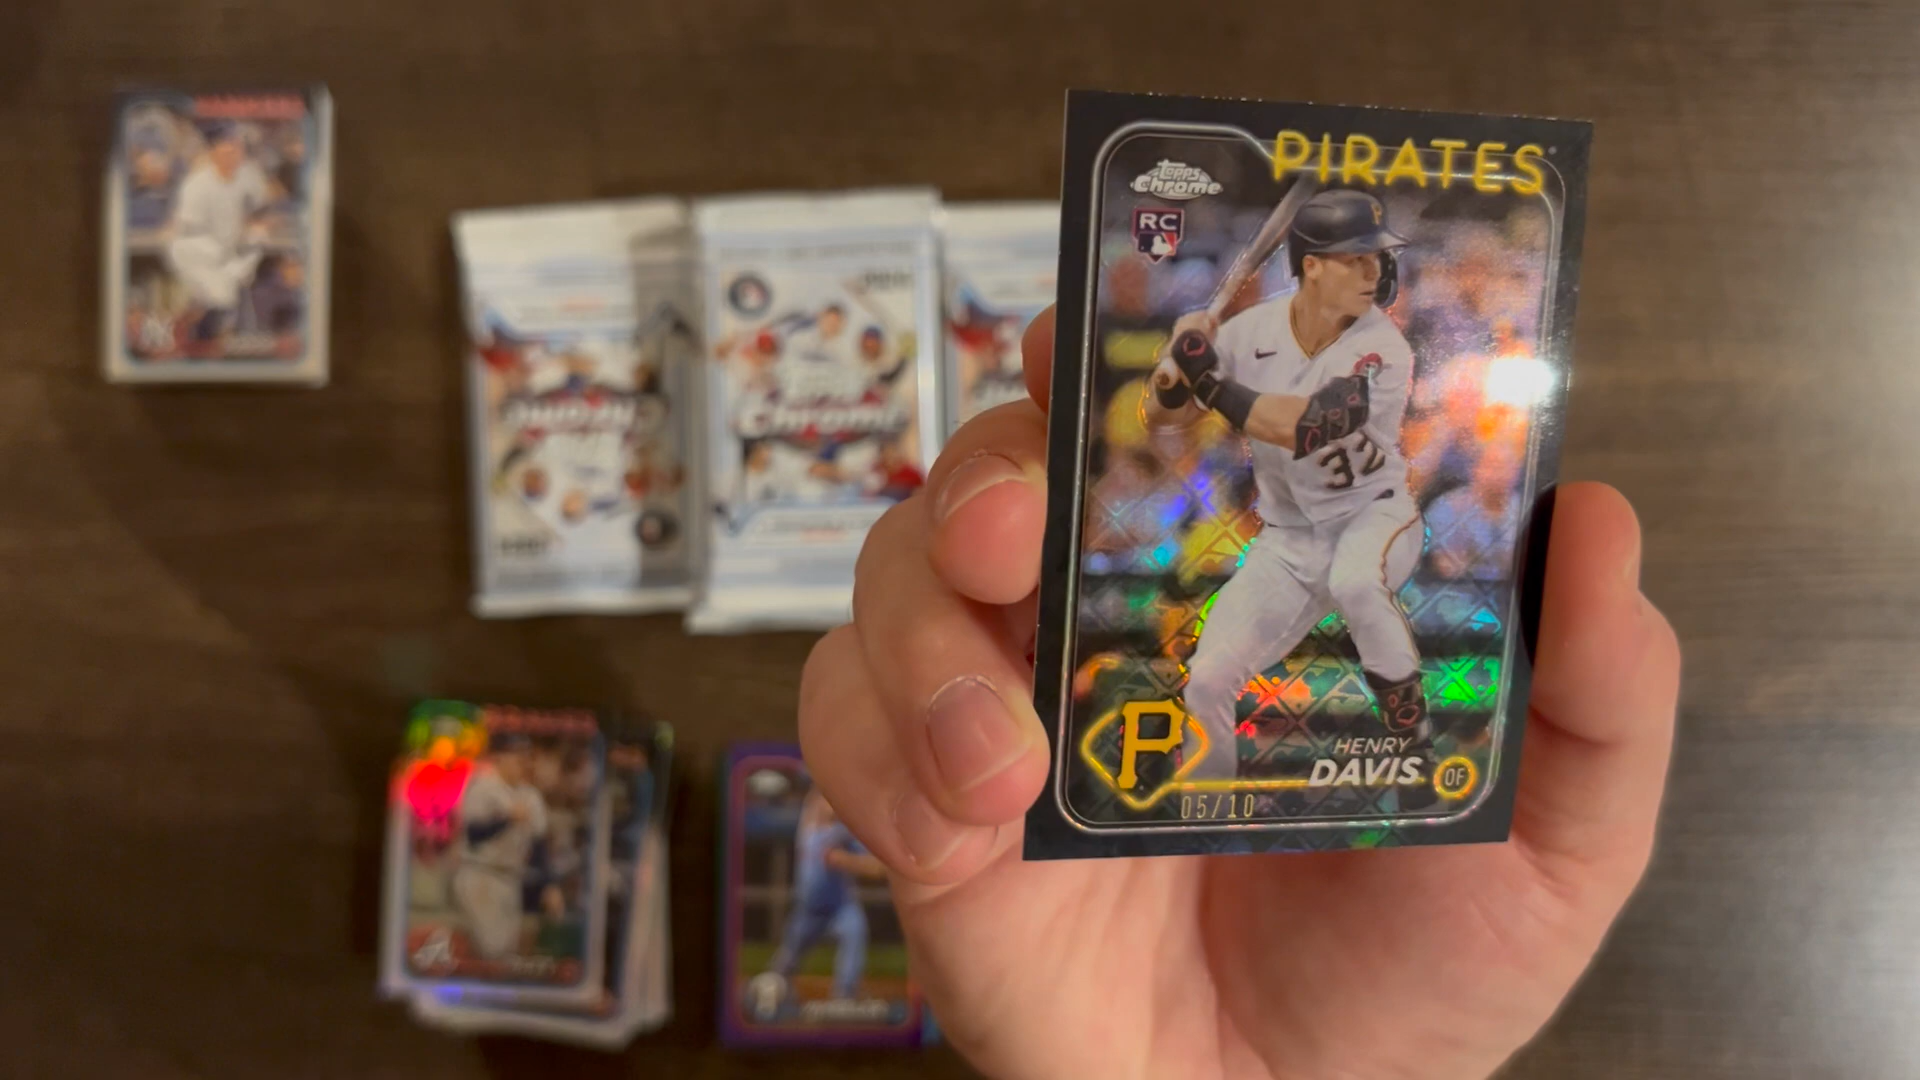 PIRATES
Topps
Chrome
RC
P
32
P
HENRY
DAVIS
OF
05/10
Chrome